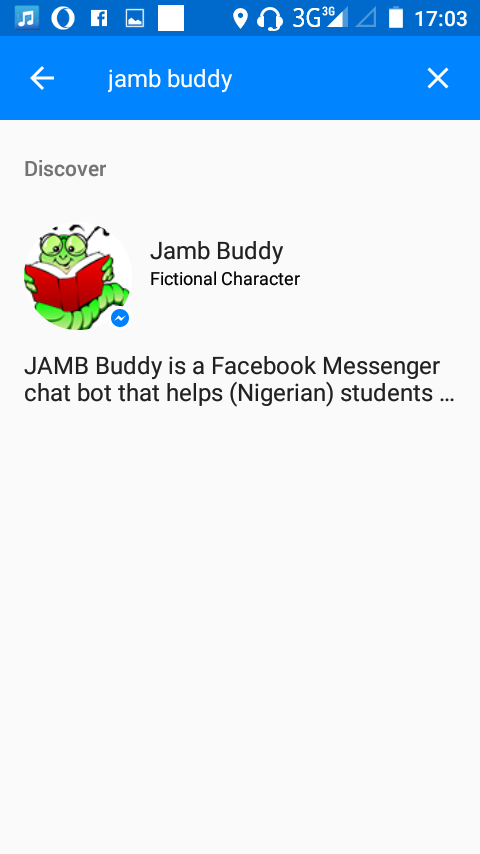 3G 3G 17:03
jamb buddy
Discover
Jamb Buddy
Fictional Character
JAMB Buddy is a Facebook Messenger
chat bot that helps (Nigerian) students ...